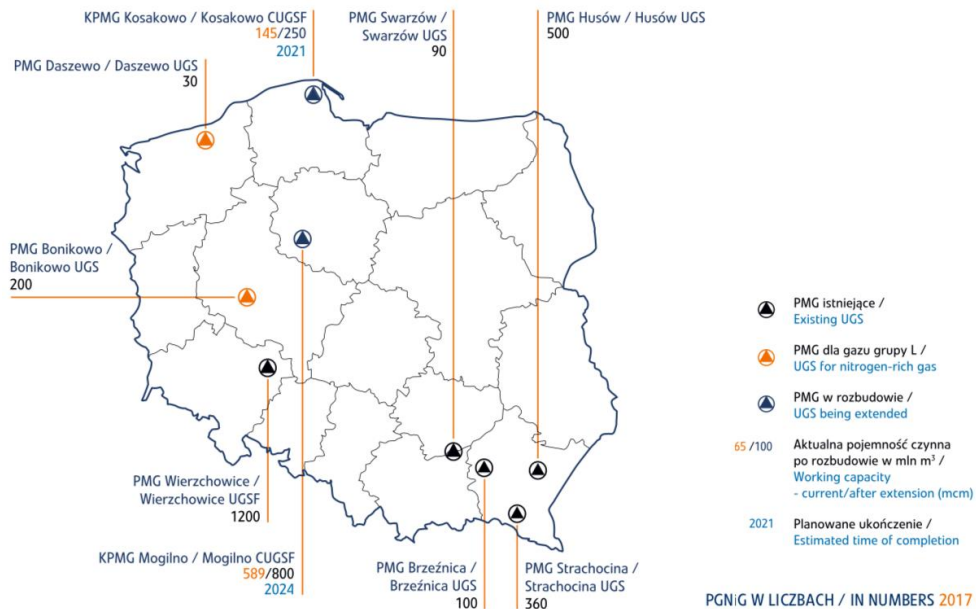 KPMG Kosakowo / Kosakowo CUGSF
145/250
2021
PMG Swarzów /
Swarzów UGS
90
PMG Husów / Husów UGS
500
PMG Daszewo / Daszewo UGS
30
PMG Bonikowo /
Bonikowo UGS
200
PMG Wierzchowice /
Wierzchowice UGSF
1200
KPMG Mogilno / Mogilno CUGSF
589/800
2024
PMG Brzeźnica /
Brzeźnica UGS
100
PMG Strachocina /
Strachocina UGS
360
PMG istniejące /
Existing UGS
PMG dla gazu grupy L /
UGS for nitrogen-rich gas
PMG w rozbudowie /
UGS being extended
65 /100
Aktualna pojemność czynna
po rozbudowie w mln m³ /
Working capacity
- current/after extension (mcm)
2021
Planowane ukończenie /
Estimated time of completion
PGNiG W LICZBACH / IN NUMBERS 2017